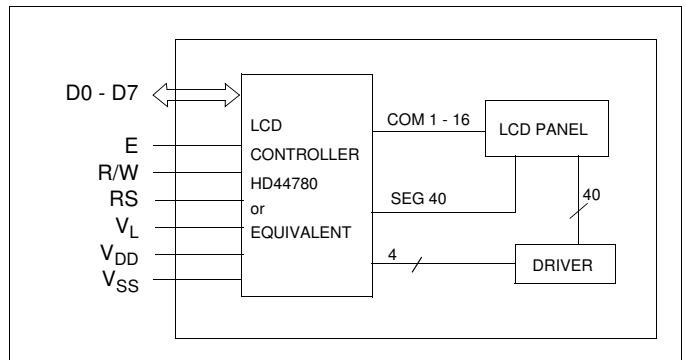 D0 - D7
E
R/W
RS
VL
VDD
VSS
LCD
CONTROLLER
HD44780
or
EQUIVALENT
COM 1 - 16
SEG 40
4
LCD PANEL
40
DRIVER